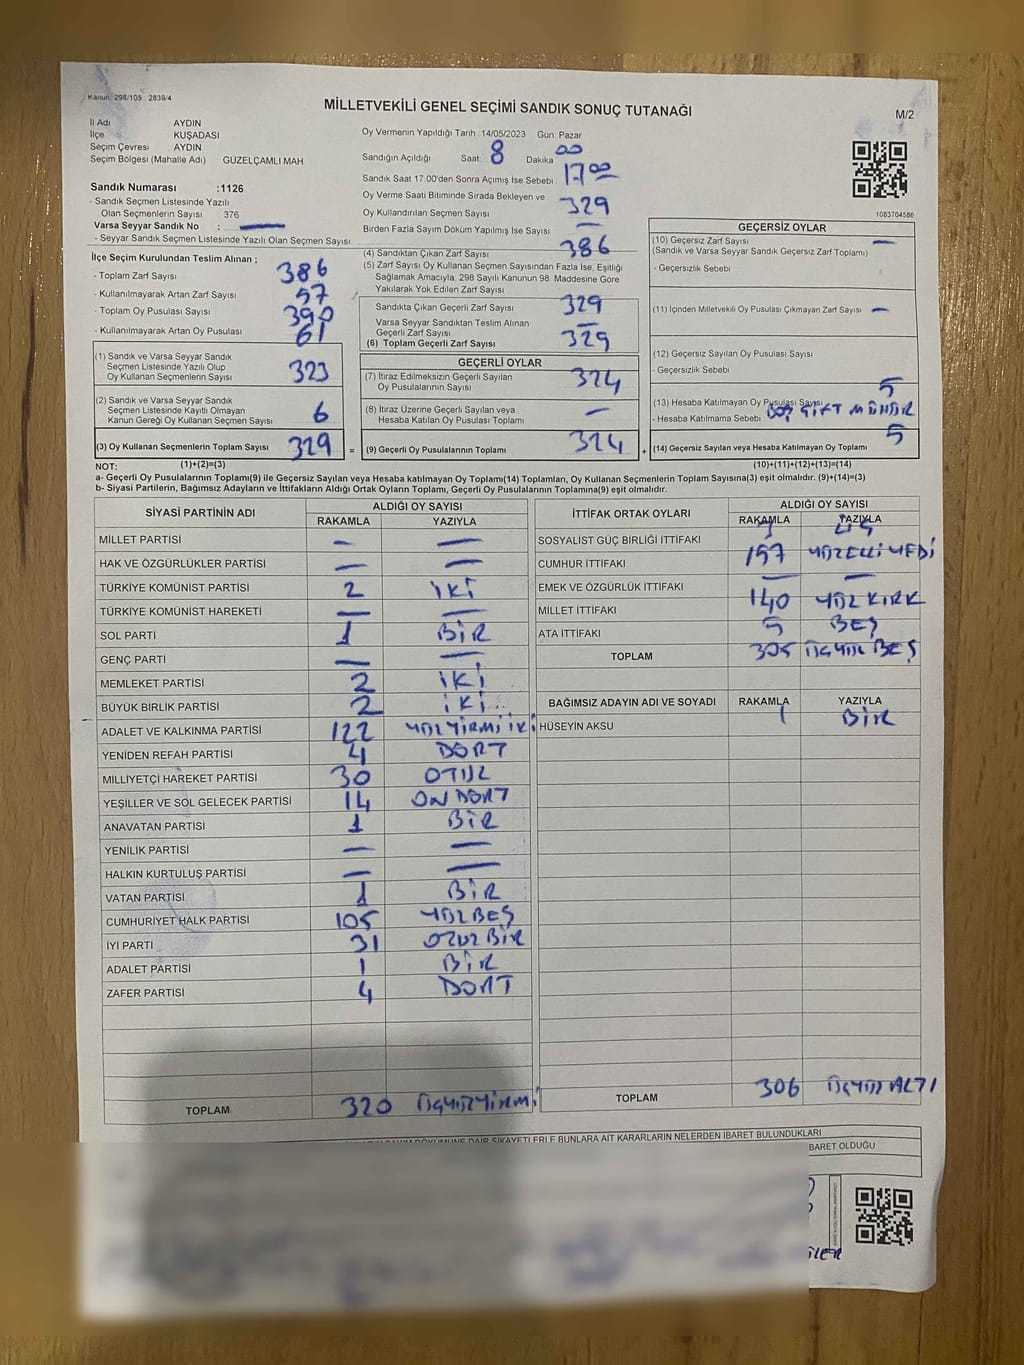 Kanun 298/105 2839/4
MİLLETVEKİLİ GENEL SEÇİMİ SANDIK SONUÇ TUTANAĞI
M/2
İl Adı AYDIN
İlçe KUŞADASI
Seçim Çevresi AYDIN
Seçim Bölgesi (Mahalle Adı) GÜZELÇAMLI MAH
Sandık Numarası :1126
- Sandık Seçmen Listesinde Yazılı
Olan Seçmenlerin Sayısı 376
Varsa Seyyar Sandık No : —
- Seyyar Sandık Seçmen Listesinde Yazılı Olan Seçmen Sayısı
Oy Vermenin Yapıldığı Tarih :14/05/2023 Gün: Pazar
Sandığın Açıldığı Saat: 8 Dakika 00
Sandık Saat 17:00'den Sonra Açımış İse Sebebi: 17 00
Oy Verme Saati Bitiminde Sırada Bekleyen ve
Oy Kullandırılan Seçmen Sayısı 329
Birden Fazla Sayım Döküm Yapılmış İse Sayısı —
1083704586
İlçe Seçim Kurulundan Teslim Alınan ;
- Toplam Zarf Sayısı 386
- Kullanılmayarak Artan Zarf Sayısı 57
- Toplam Oy Pusulası Sayısı 390
- Kullanılmayarak Artan Oy Pusulası 61
(1) Sandık ve Varsa Seyyar Sandık
Seçmen Listesinde Yazılı Olup
Oy Kullanan Seçmenlerin Sayısı 323
(2) Sandık ve Varsa Seyyar Sandık
Seçmen Listesinde Kayıtlı Olmayan
Kanun Gereği Oy Kullanan Seçmen Sayısı 6
(3) Oy Kullanan Seçmenlerin Toplam Sayısı 329
(4) Sandıktan Çıkan Zarf Sayısı 386
(5) Zarf Sayısı Oy Kullanan Seçmen Sayısından Fazla İse, Eşitliği
Sağlamak Amacıyla, 298 Sayılı Kanunun 98. Maddesine Göre
Yakılarak Yok Edilen Zarf Sayısı
Sandıkta Çıkan Geçerli Zarf Sayısı 329
Varsa Seyyar Sandıktan Teslim Alınan
Geçerli Zarf Sayısı —
(6) Toplam Geçerli Zarf Sayısı 329
GEÇERLİ OYLAR
(7) İtiraz Edilmeksizin Geçerli Sayılan
Oy Pusulalarının Sayısı 324
(8) İtiraz Üzerine Geçerli Sayılan veya
Hesaba Katılan Oy Pusulası Toplamı —
= (9) Geçerli Oy Pusulalarının Toplamı 324
GEÇERSİZ OYLAR
(10) Geçersiz Zarf Sayısı —
(Sandık ve Varsa Seyyar Sandık Geçersiz Zarf Toplamı)
- Geçersizlik Sebebi
(11) İçinden Milletvekili Oy Pusulası Çıkmayan Zarf Sayısı —
(12) Geçersiz Sayılan Oy Pusulası Sayısı
- Geçersizlik Sebebi
(13) Hesaba Katılmayan Oy Pusulası Sayısı 5
- Hesaba Katılmama Sebebi BOŞ ÇİFT MÜHÜR
+ (14) Geçersiz Sayılan veya Hesaba Katılmayan Oy Toplamı 5
NOT: (1)+(2)=(3) (10)+(11)+(12)+(13)=(14)
a- Geçerli Oy Pusulalarının Toplamı(9) ile Geçersiz Sayılan veya Hesaba katılmayan Oy Toplamı(14) Toplamları, Oy Kullanan Seçmenlerin Toplam Sayısına(3) eşit olmalıdır. (9)+(14)=(3)
b- Siyasi Partilerin, Bağımsız Adayların ve İttifakların Aldığı Ortak Oyların Toplamı, Geçerli Oy Pusulalarının Toplamına(9) eşit olmalıdır.
SİYASİ PARTİNİN ADI ALDIĞI OY SAYISI
RAKAMLA YAZIYLA
MİLLET PARTİSİ — —
HAK VE ÖZGÜRLÜKLER PARTİSİ — —
TÜRKİYE KOMÜNİST PARTİSİ 2 İKİ
TÜRKİYE KOMÜNİST HAREKETİ — —
SOL PARTİ 1 BİR
GENÇ PARTİ — —
MEMLEKET PARTİSİ 2 İKİ
BÜYÜK BİRLİK PARTİSİ 2 İKİ
ADALET VE KALKINMA PARTİSİ 122 YÜZYİRMİ İKİ
YENİDEN REFAH PARTİSİ 4 DÖRT
MİLLİYETÇİ HAREKET PARTİSİ 30 OTUZ
YEŞİLLER VE SOL GELECEK PARTİSİ 14 ON DÖRT
ANAVATAN PARTİSİ 1 BİR
YENİLİK PARTİSİ — —
HALKIN KURTULUŞ PARTİSİ — —
VATAN PARTİSİ 1 BİR
CUMHURİYET HALK PARTİSİ 105 YÜZ BEŞ
İYİ PARTİ 31 OTUZ BİR
ADALET PARTİSİ 1 BİR
ZAFER PARTİSİ 4 DÖRT
TOPLAM 320 ÜÇYÜZYİRMİ
İTTİFAK ORTAK OYLARI ALDIĞI OY SAYISI
RAKAMLA YAZIYLA
SOSYALİST GÜÇ BİRLİĞİ İTTİFAKI ÜÇ
CUMHUR İTTİFAKI 157 YÜZELLİ YEDİ
EMEK VE ÖZGÜRLÜK İTTİFAKI — —
MİLLET İTTİFAKI 140 YÜZ KIRK
ATA İTTİFAKI 5 BEŞ
TOPLAM 305 ÜÇYÜZ BEŞ
BAĞIMSIZ ADAYIN ADI VE SOYADI RAKAMLA YAZIYLA
HÜSEYİN AKSU 1 BİR
TOPLAM 306 ÜÇYÜZ ALTI
DÖKÜMÜNE DAİR ŞİKAYETLERLE BUNLARA AİT KARARLARIN NELERDEN İBARET BULUNDUKLARI
İBARET OLDUĞU